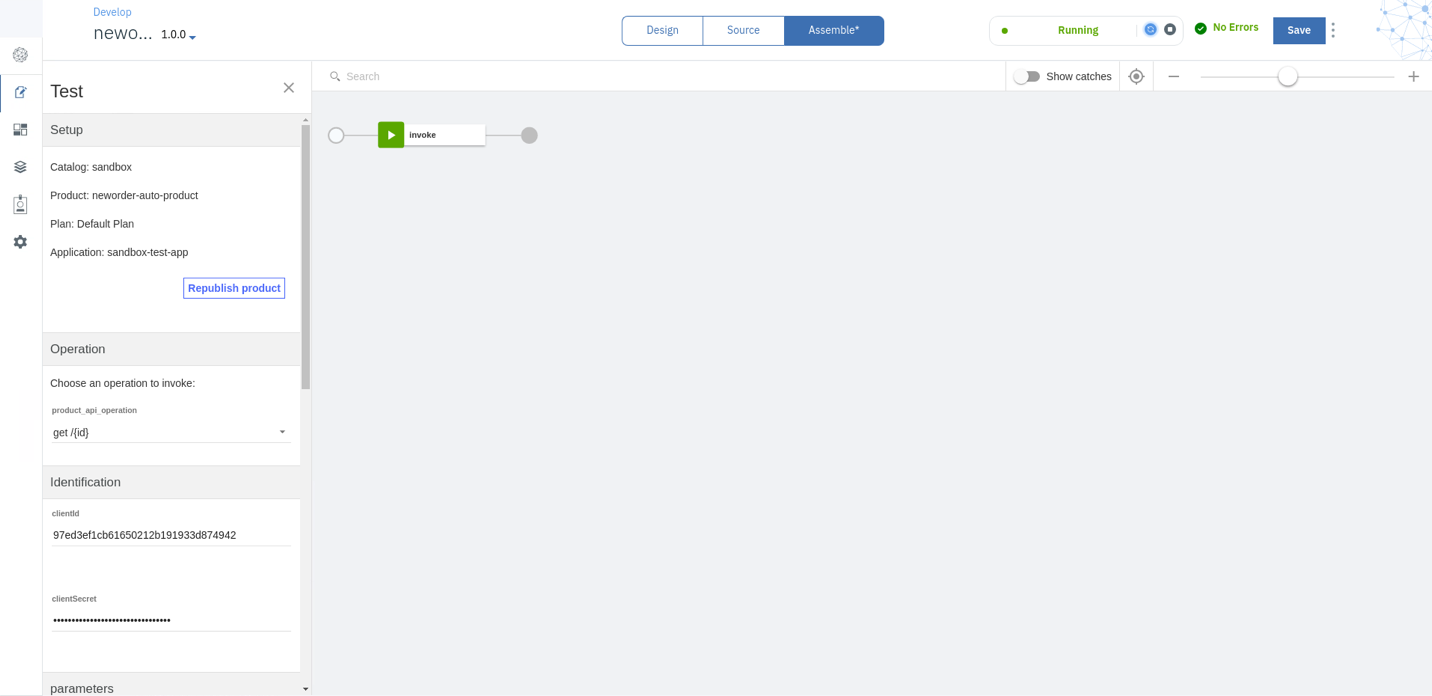 Develop
newo... 1.0.0
Design Source Assemble*
Running
No Errors
Save
Test
Search
Show catches
Setup
Catalog: sandbox
Product: neworder-auto-product
Plan: Default Plan
Application: sandbox-test-app
Republish product
Operation
Choose an operation to invoke:
product_api_operation
get /{id}
Identification
clientId
97ed3ef1cb61650212b191933d874942
clientSecret
••••••••••••••••••••••••••••••••
parameters
invoke